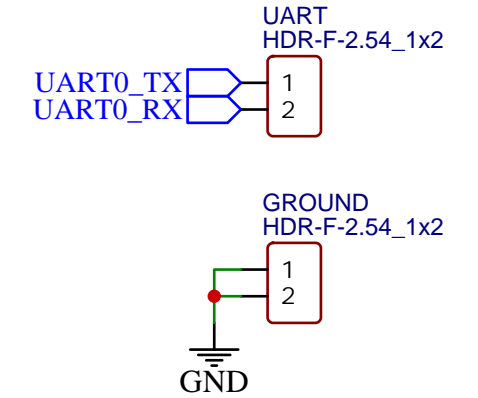 UART
HDR-F-2.54_1x2
UART0_TX
1
UART0_RX
2
GROUND
HDR-F-2.54_1x2
1
2
GND